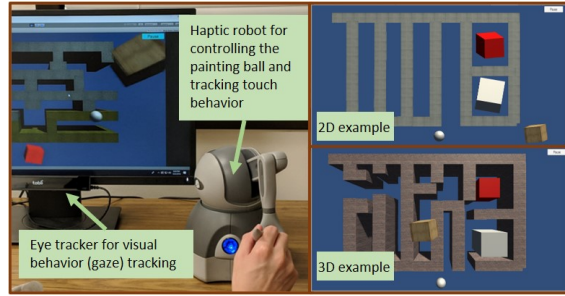 Haptic robot for
controlling the
painting ball and
tracking touch
behavior
Eye tracker for visual
behavior (gaze) tracking
tobii
2D example
3D example